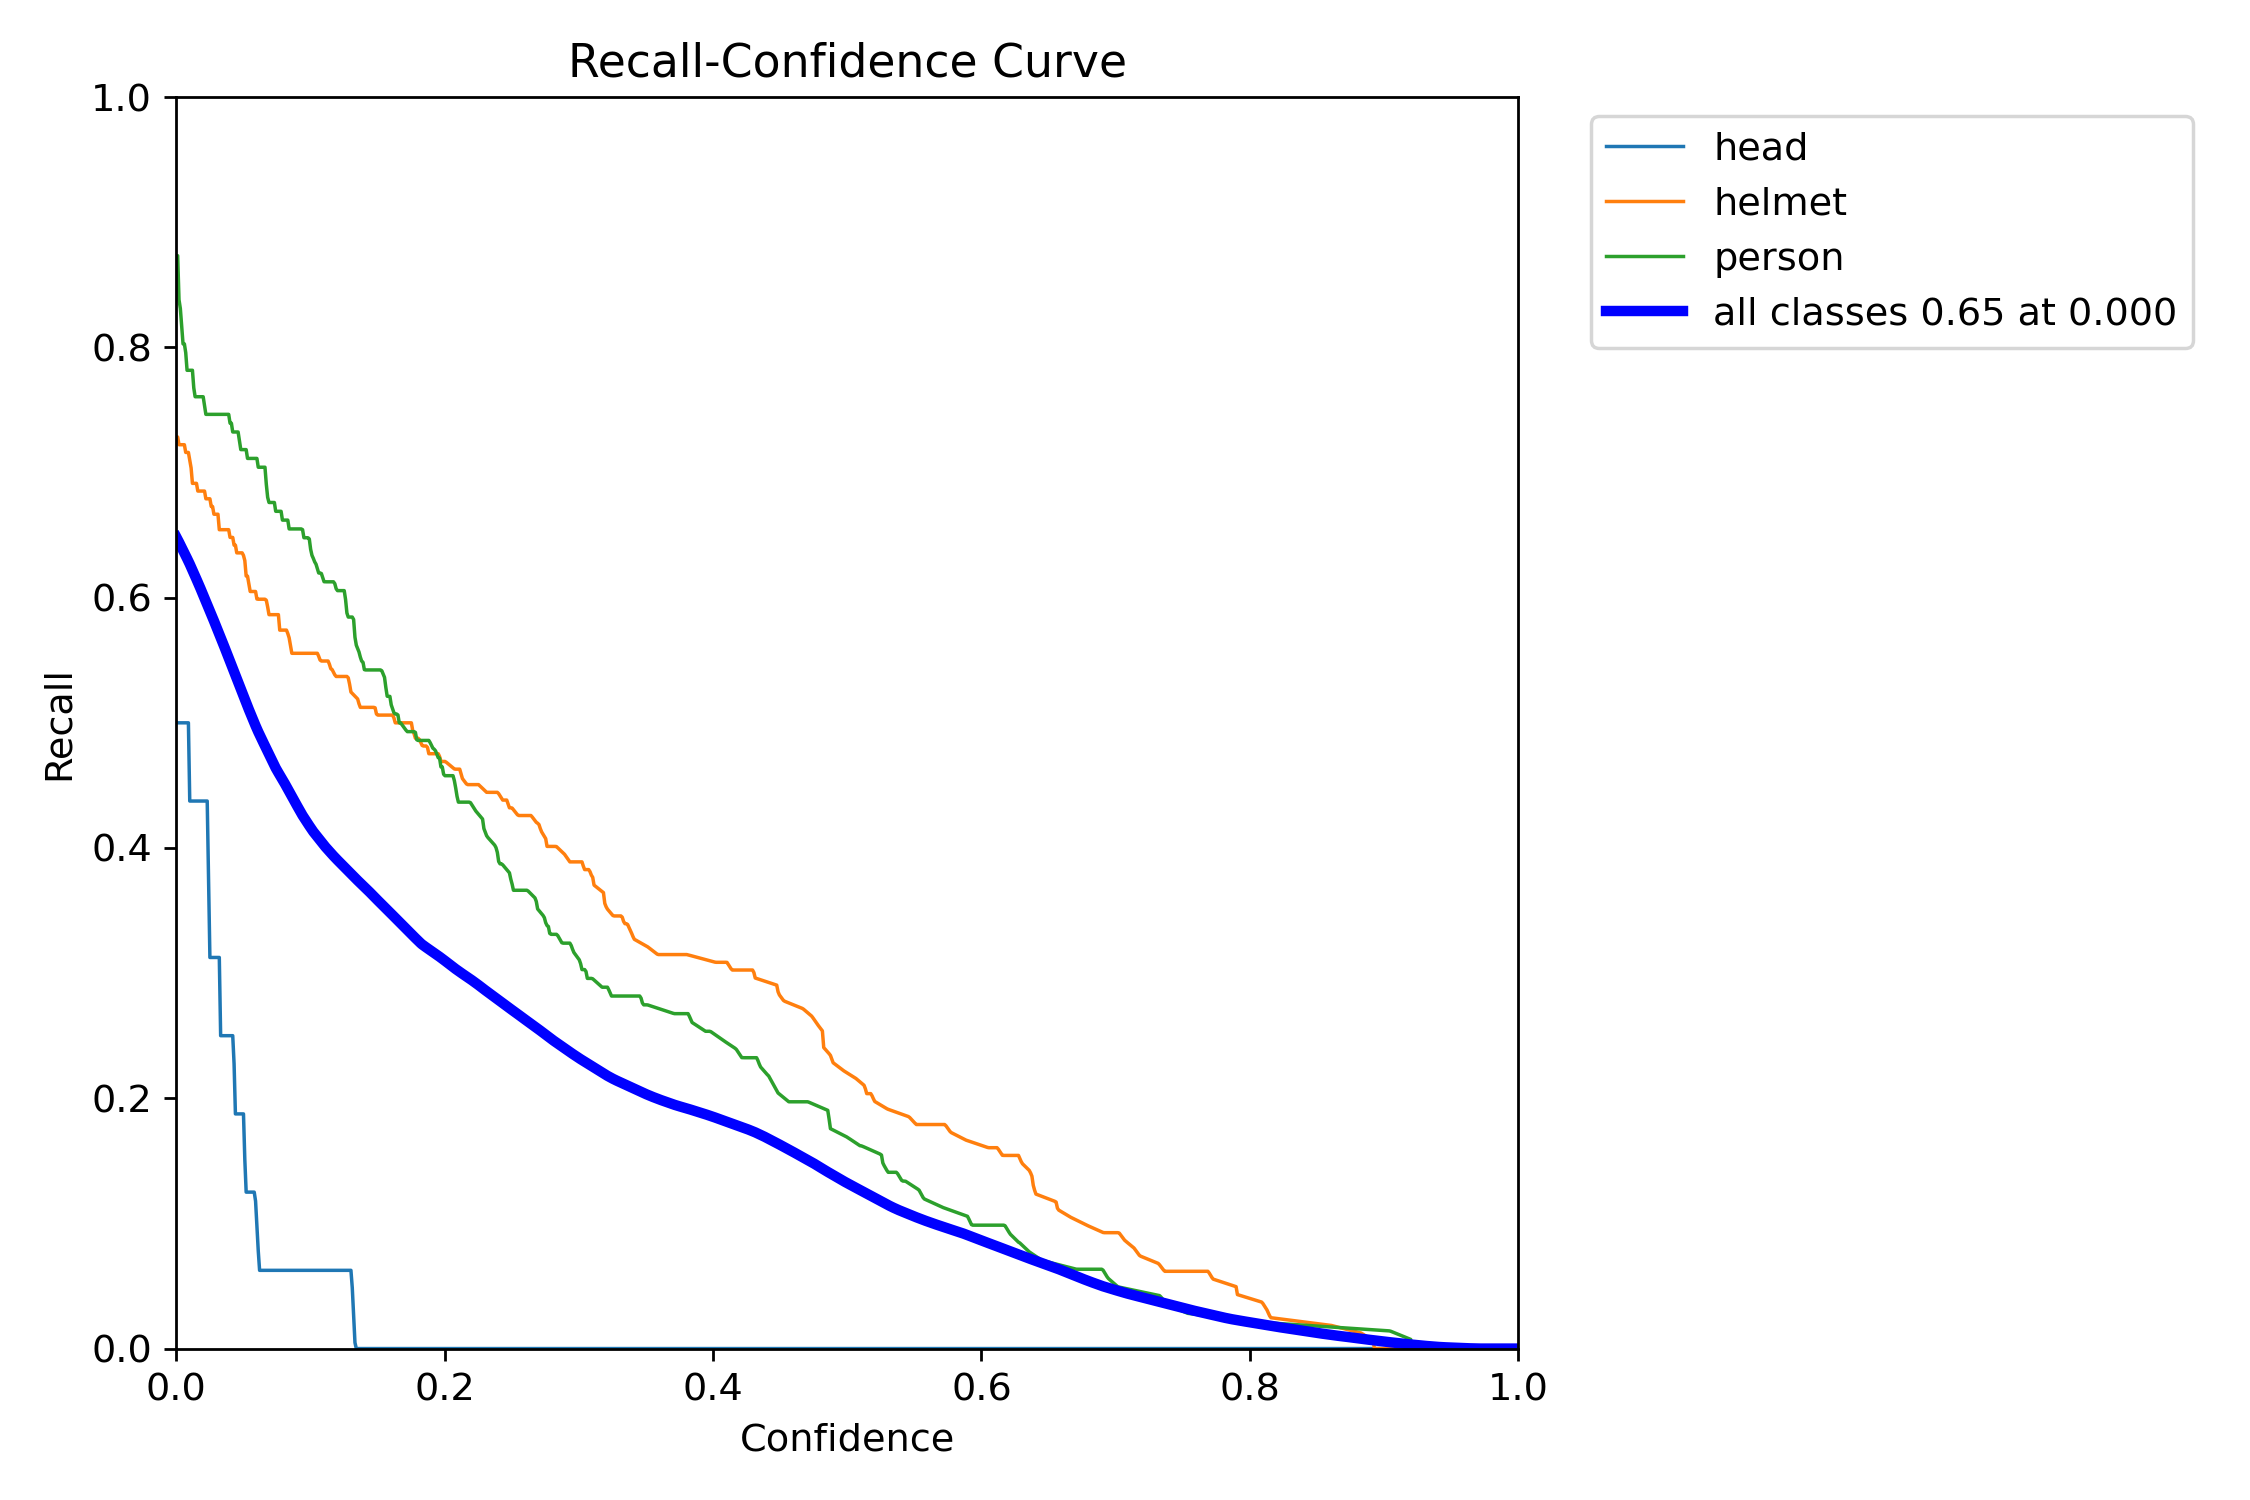 Recall-Confidence Curve
1.0
0.8
0.6
0.4
0.2
0.0
Recall
0.0 0.2 0.4 0.6 0.8 1.0
Confidence
head
helmet
person
all classes 0.65 at 0.000